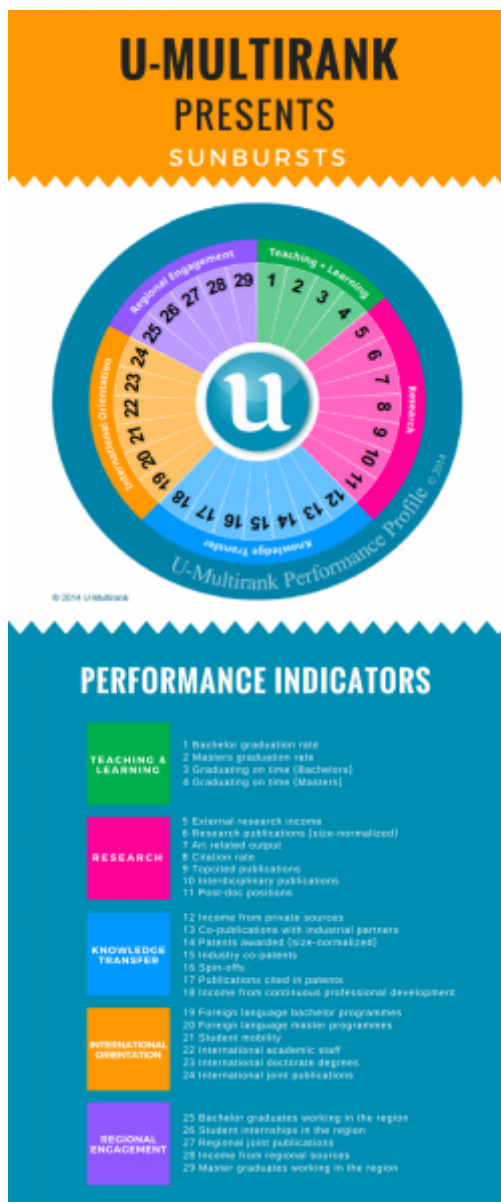 U-MULTIRANK
PRESENTS
SUNBURSTS
Teaching + Learning
1 2 3 4
Research
5 6 7 8 9 10 11
Knowledge Transfer
12 13 14 15 16 17 18
International Orientation
19 20 21 22 23 24
Regional Engagement
25 26 27 28 29
u
U-Multirank Performance Profile © 2014
© 2014 U-Multirank
PERFORMANCE INDICATORS
TEACHING &
LEARNING
1 Bachelor graduation rate
2 Masters graduation rate
3 Graduating on time (Bachelors)
4 Graduating on time (Masters)
RESEARCH
5 External research income
6 Research publications (size-normalized)
7 Art related output
8 Citation rate
9 Topcited publications
10 Interdiciplinary publications
11 Post-doc positions
KNOWLEDGE
TRANSFER
12 Income from private sources
13 Co-publications with industrial partners
14 Patents awarded (size-normalized)
15 Industry co-patents
16 Spin-offs
17 Publications cited in patents
18 Income from continuous professional development
INTERNATIONAL
ORIENTATION
19 Foreign language bachelor programmes
20 Foreign language master programmes
21 Student mobility
22 International academic staff
23 International doctorate degrees
24 International joint publications
REGIONAL
ENGAGEMENT
25 Bachelor graduates working in the region
26 Student internships in the region
27 Regional joint publications
28 Income from regional sources
29 Master graduates working in the region